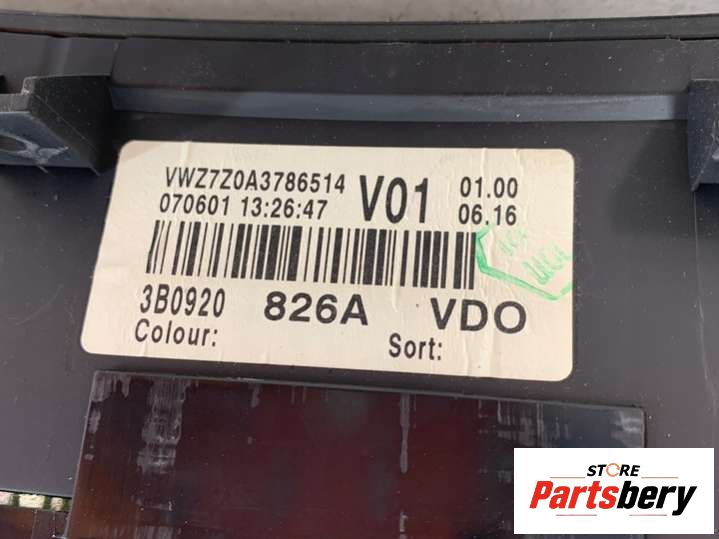 VWZ7Z0A3786514 V01 01.00
070601 13:26:47 06.16
3B0920 826A VDO
Colour: Sort:
STORE
Partsbery